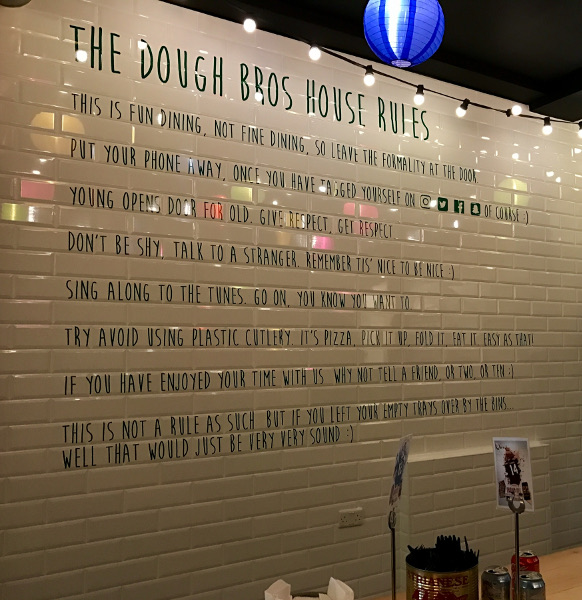 THE DOUGH BROS HOUSE RULES
THIS IS FUN DINING, NOT FINE DINING, SO LEAVE THE FORMALITY AT THE DOOR
PUT YOUR PHONE AWAY, ONCE YOU HAVE TAGGED YOURSELF ON OF COURSE :)
YOUNG OPENS DOOR FOR OLD. GIVE RESPECT, GET RESPECT.
DON'T BE SHY, TALK TO A STRANGER. REMEMBER TIS' NICE TO BE NICE :)
SING ALONG TO THE TUNES. GO ON, YOU KNOW YOU WANT TO
TRY AVOID USING PLASTIC CUTLERY. IT'S PIZZA, PICK IT UP, FOLD IT, EAT IT, EASY AS THAT!
IF YOU HAVE ENJOYED YOUR TIME WITH US WHY NOT TELL A FRIEND, OR TWO, OR TEN :)
THIS IS NOT A RULE AS SUCH BUT IF YOU LEFT YOUR EMPTY TRAYS OVER BY THE BINS...
WELL THAT WOULD JUST BE VERY VERY SOUND :)
14